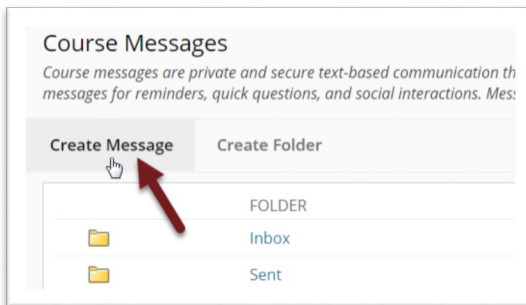 Course Messages
Course messages are private and secure text-based communication th
messages for reminders, quick questions, and social interactions. Mess
Create Message Create Folder
FOLDER
Inbox
Sent